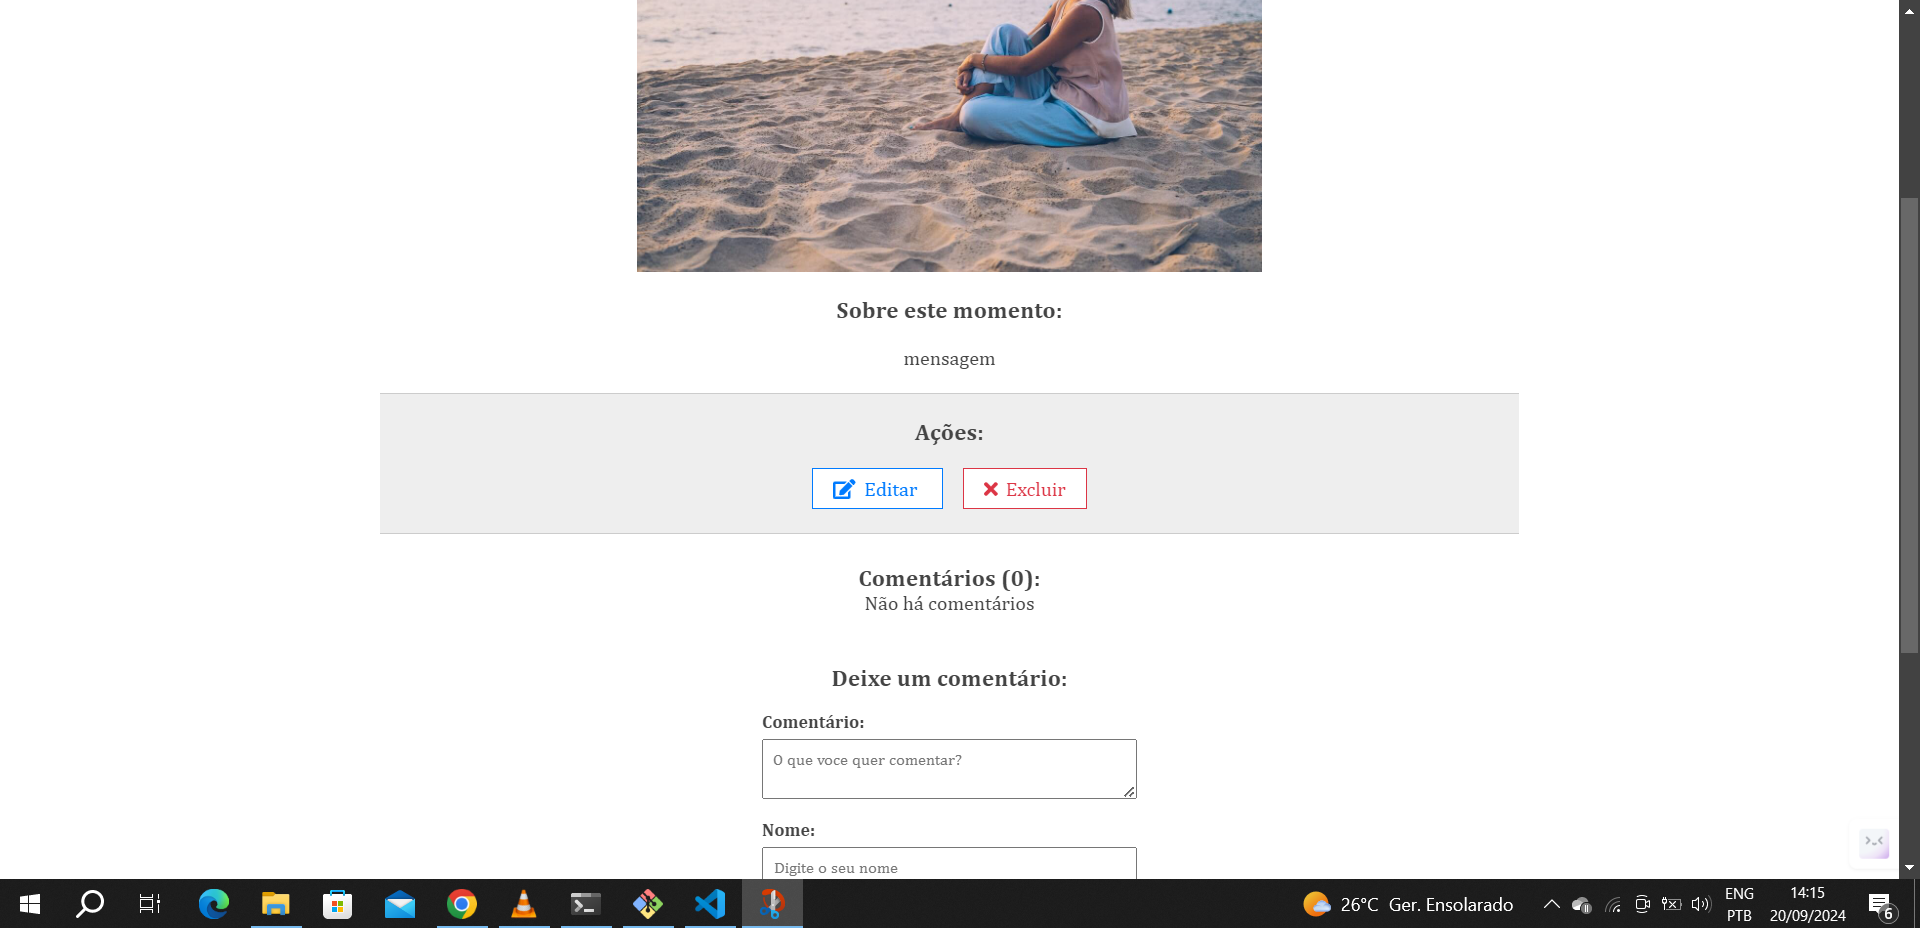 Sobre este momento:
mensagem
Ações:
Editar
Excluir
Comentários (0):
Não há comentários
Deixe um comentário:
Comentário:
O que voce quer comentar?
Nome:
Digite o seu nome
26°C Ger. Ensolarado
ENG
PTB
14:15
20/09/2024
6